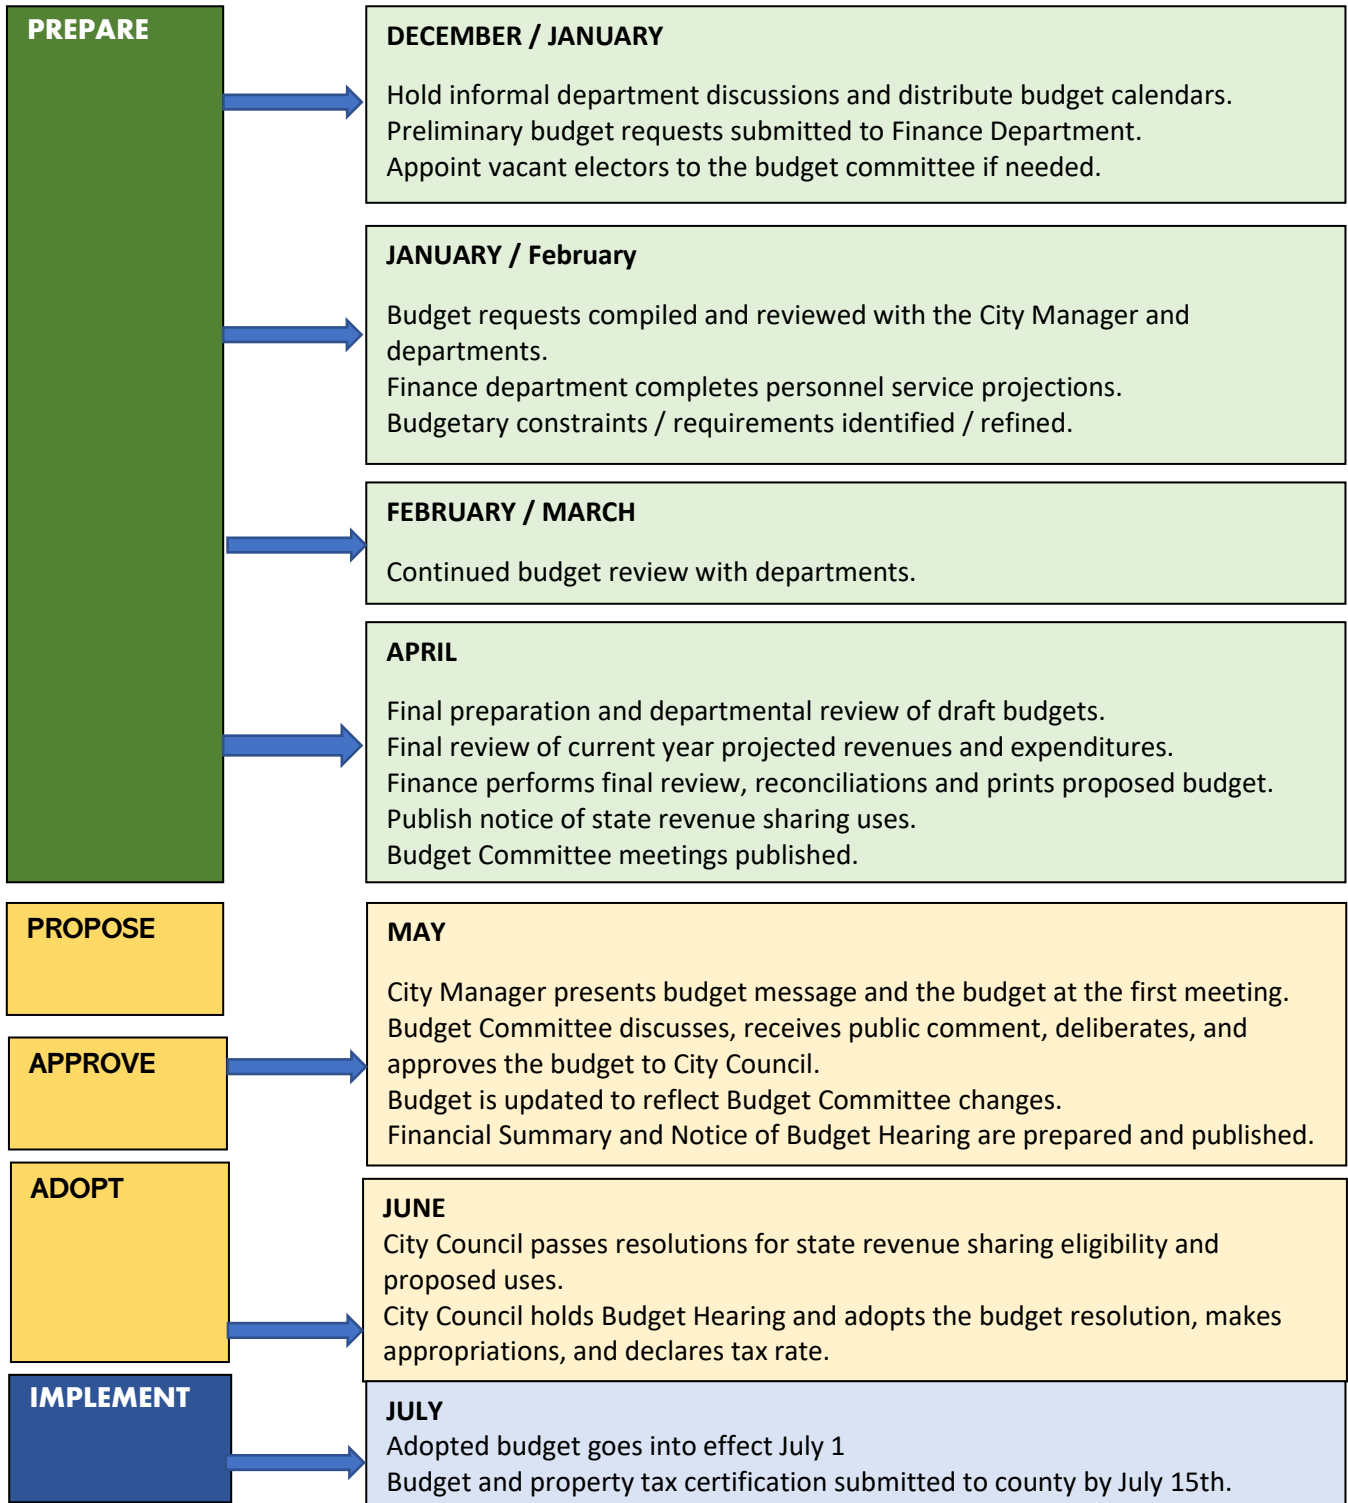 PREPARE
DECEMBER / JANUARY
Hold informal department discussions and distribute budget calendars.
Preliminary budget requests submitted to Finance Department.
Appoint vacant electors to the budget committee if needed.
JANUARY / February
Budget requests compiled and reviewed with the City Manager and
departments.
Finance department completes personnel service projections.
Budgetary constraints / requirements identified / refined.
FEBRUARY / MARCH
Continued budget review with departments.
APRIL
Final preparation and departmental review of draft budgets.
Final review of current year projected revenues and expenditures.
Finance performs final review, reconciliations and prints proposed budget.
Publish notice of state revenue sharing uses.
Budget Committee meetings published.
PROPOSE
APPROVE
MAY
City Manager presents budget message and the budget at the first meeting.
Budget Committee discusses, receives public comment, deliberates, and
approves the budget to City Council.
Budget is updated to reflect Budget Committee changes.
Financial Summary and Notice of Budget Hearing are prepared and published.
ADOPT
JUNE
City Council passes resolutions for state revenue sharing eligibility and
proposed uses.
City Council holds Budget Hearing and adopts the budget resolution, makes
appropriations, and declares tax rate.
IMPLEMENT
JULY
Adopted budget goes into effect July 1
Budget and property tax certification submitted to county by July 15th.